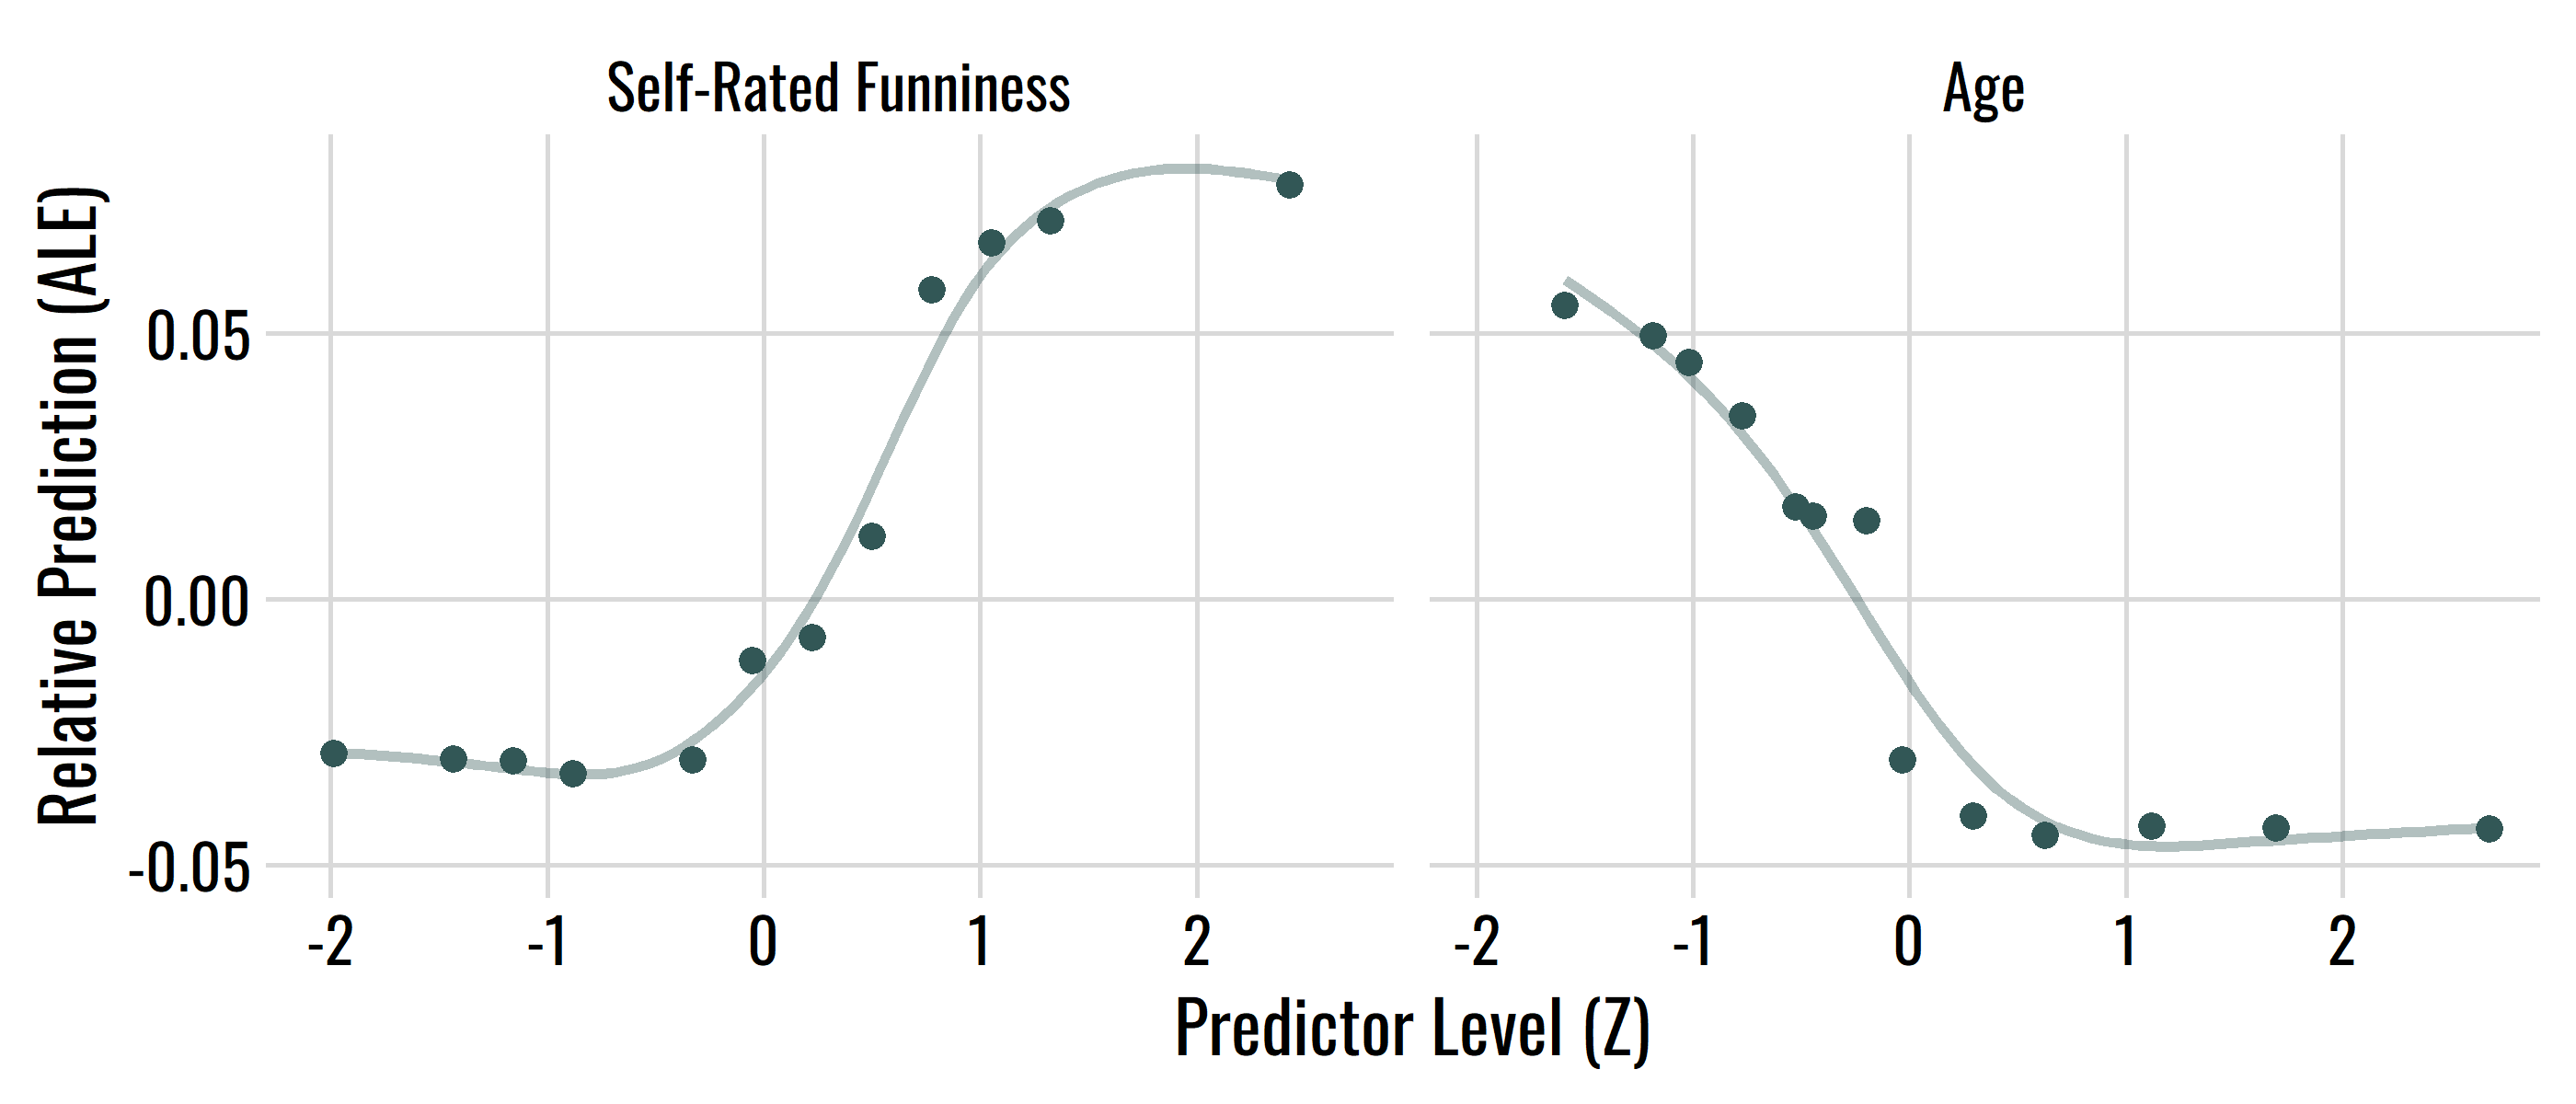 Self-Rated Funniness
Age
Relative Prediction (ALE)
0.05
0.00
-0.05
-2 -1 0 1 2
-2 -1 0 1 2
Predictor Level (Z)